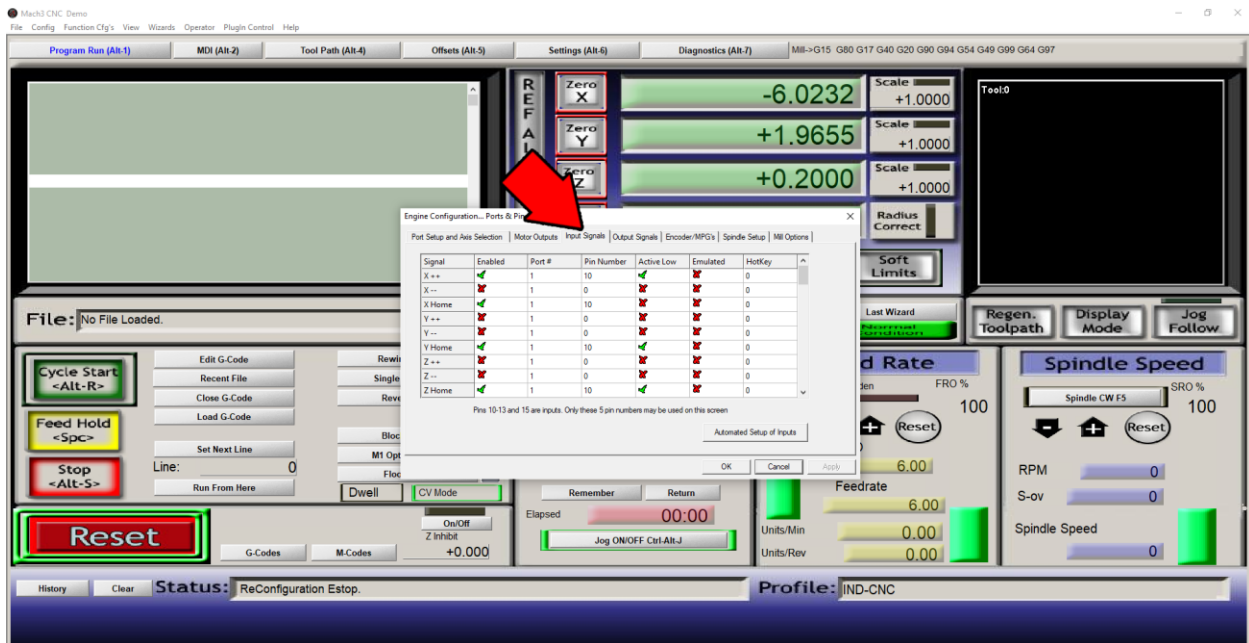 Mach3 CNC Demo
File Config Function Cfg's View Wizards Operator PlugIn Control Help
Program Run (Alt-1) MDI (Alt-2) Tool Path (Alt-4) Offsets (Alt-5) Settings (Alt-6) Diagnostics (Alt-7) Mill->G15 G80 G17 G40 G20 G90 G94 G54 G49 G99 G64 G97
REF AL
Zero X -6.0232 Scale +1.0000
Zero Y +1.9655 Scale +1.0000
Zero Z +0.2000 Scale +1.0000
Radius Correct
Soft Limits
Tool:0
Engine Configuration... Ports & Pin
Port Setup and Axis Selection Motor Outputs Input Signals Output Signals Encoder/MPG's Spindle Setup Mill Options
Signal Enabled Port # Pin Number Active Low Emulated HotKey
X ++ 1 10 0
X -- 1 0 0
X Home 1 10 0
Y ++ 1 0 0
Y -- 1 0 0
Y Home 1 10 0
Z ++ 1 0 0
Z -- 1 0 0
Z Home 1 10 0
Pins 10-13 and 15 are inputs. Only these 5 pin numbers may be used on this screen
Automated Setup of Inputs
OK Cancel Apply
File: No File Loaded.
Last Wizard
Normal Condition
Regen. Toolpath Display Mode Jog Follow
Cycle Start <Alt-R>
Feed Hold <Spc>
Stop <Alt-S>
Edit G-Code
Recent File
Close G-Code
Load G-Code
Set Next Line
Line: 0
Run From Here
Rewi
Single
Reve
Bloc
M1 Opt
Floo
Dwell CV Mode
Reset
G-Codes M-Codes
On/Off
Z Inhibit
+0.000
Remember Return
Elapsed 00:00
Jog ON/OFF Ctrl-Alt-J
d Rate
FRO %
100
Reset
6.00
Feedrate
6.00
Units/Min 0.00
Units/Rev 0.00
Spindle Speed
Spindle CW F5
SRO %
100
Reset
RPM 0
S-ov 0
Spindle Speed
0
History Clear Status: ReConfiguration Estop. Profile: IND-CNC